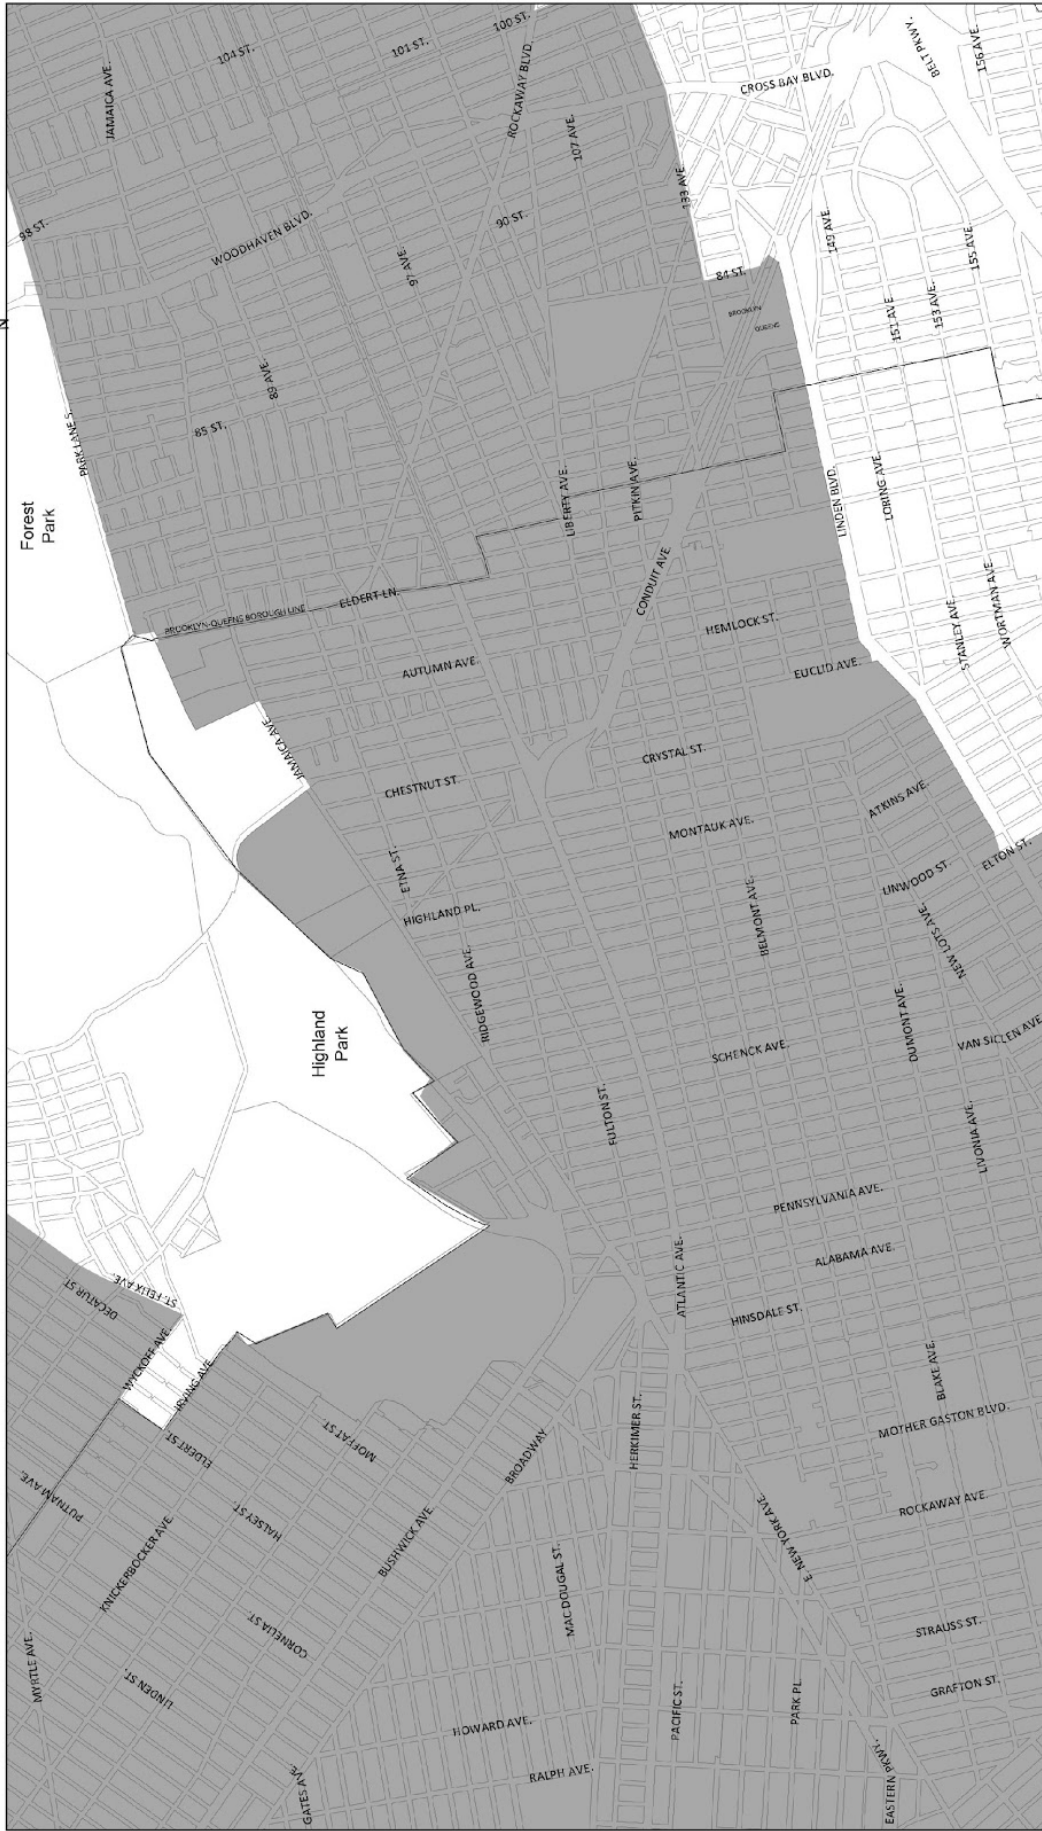 100 ST.
104 ST.
101 ST.
JAMAICA AVE.
ROCKAWAY BLVD.
BELT PKWY.
156 AVE.
CROSS BAY BLVD.
107 AVE.
133 AVE.
98 ST.
WOODHAVEN BLVD.
90 ST.
97 AVE.
149 AVE.
155 AVE.
84 ST.
N
BROOKLYN
QUEENS
151 AVE.
153 AVE.
89 AVE.
85 ST.
PARK LANE S.
Forest
Park
LIBERTY AVE.
PITKIN AVE.
LINDEN BLVD.
LORING AVE.
CONDUIT AVE.
BROOKLYN-QUEENS BOROUGH LINE
ELDERT LN.
HEMLOCK ST.
STANLEY AVE.
WORTMAN AVE.
AUTUMN AVE.
EUCLID AVE.
JAMAICA AVE.
CRYSTAL ST.
CHESTNUT ST.
MONTAUK AVE.
ATKINS AVE.
ETNA ST.
LINWOOD ST.
ELTON ST.
HIGHLAND PL.
BELMONT AVE.
NEW LOTS AVE.
RIDGEWOOD AVE.
Highland
Park
DUMONT AVE.
SCHENCK AVE.
VAN SICLEN AVE.
FULTON ST.
LIVONIA AVE.
PENNSYLVANIA AVE.
ALABAMA AVE.
ATLANTIC AVE.
HINSDALE ST.
ST. FELIX AVE.
DECATUR ST.
WYCKOFF AVE.
IRVING AVE.
BLAKE AVE.
MOTHER GASTON BLVD.
HERKIMER ST.
MOFFAT ST.
ELDERT ST.
BROADWAY
PUTNAM AVE.
HALSEY ST.
ROCKAWAY AVE.
KNICKERBOCKER AVE.
BUSHWICK AVE.
E. NEW YORK AVE.
MAC DOUGAL ST.
CORNELIA ST.
STRAUSS ST.
MYRTLE AVE.
LINDEN ST.
GRAFTON ST.
PACIFIC ST.
PARK PL.
HOWARD AVE.
RALPH AVE.
GATES AVE.
EASTERN PKWY.